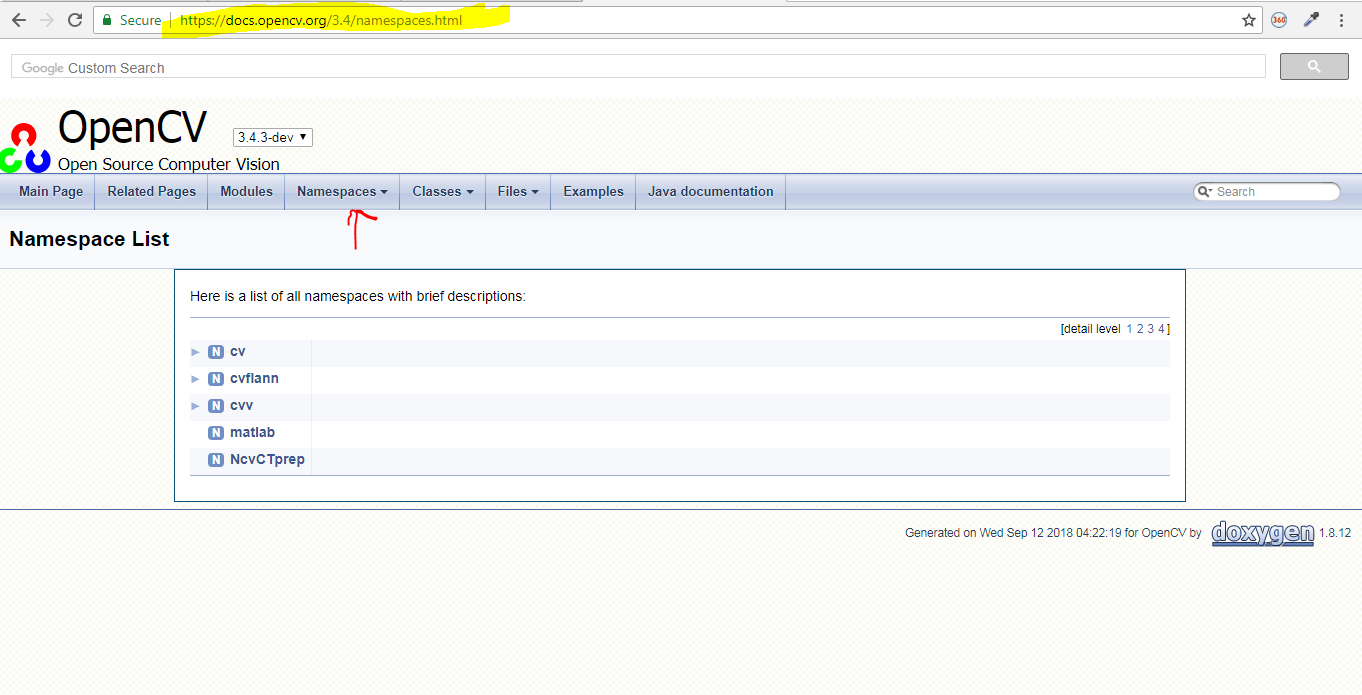 Secure https://docs.opencv.org/3.4/namespaces.html 360
Google Custom Search
OpenCV 3.4.3-dev
Open Source Computer Vision
Main Page Related Pages Modules Namespaces Classes Files Examples Java documentation Search
Namespace List
Here is a list of all namespaces with brief descriptions:
[detail level 1 2 3 4]
N cv
N cvflann
N cvv
N matlab
N NcvCTprep
Generated on Wed Sep 12 2018 04:22:19 for OpenCV by doxygen 1.8.12